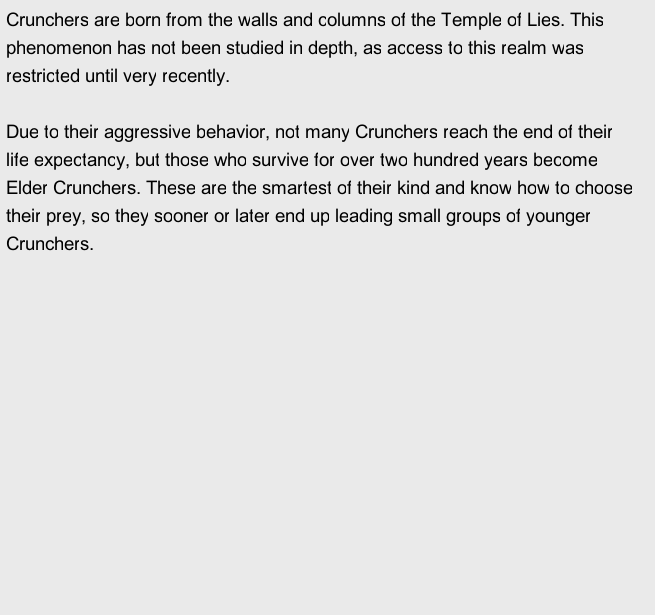 Crunchers are born from the walls and columns of the Temple of Lies. This
phenomenon has not been studied in depth, as access to this realm was
restricted until very recently.
Due to their aggressive behavior, not many Crunchers reach the end of their
life expectancy, but those who survive for over two hundred years become
Elder Crunchers. These are the smartest of their kind and know how to choose
their prey, so they sooner or later end up leading small groups of younger
Crunchers.